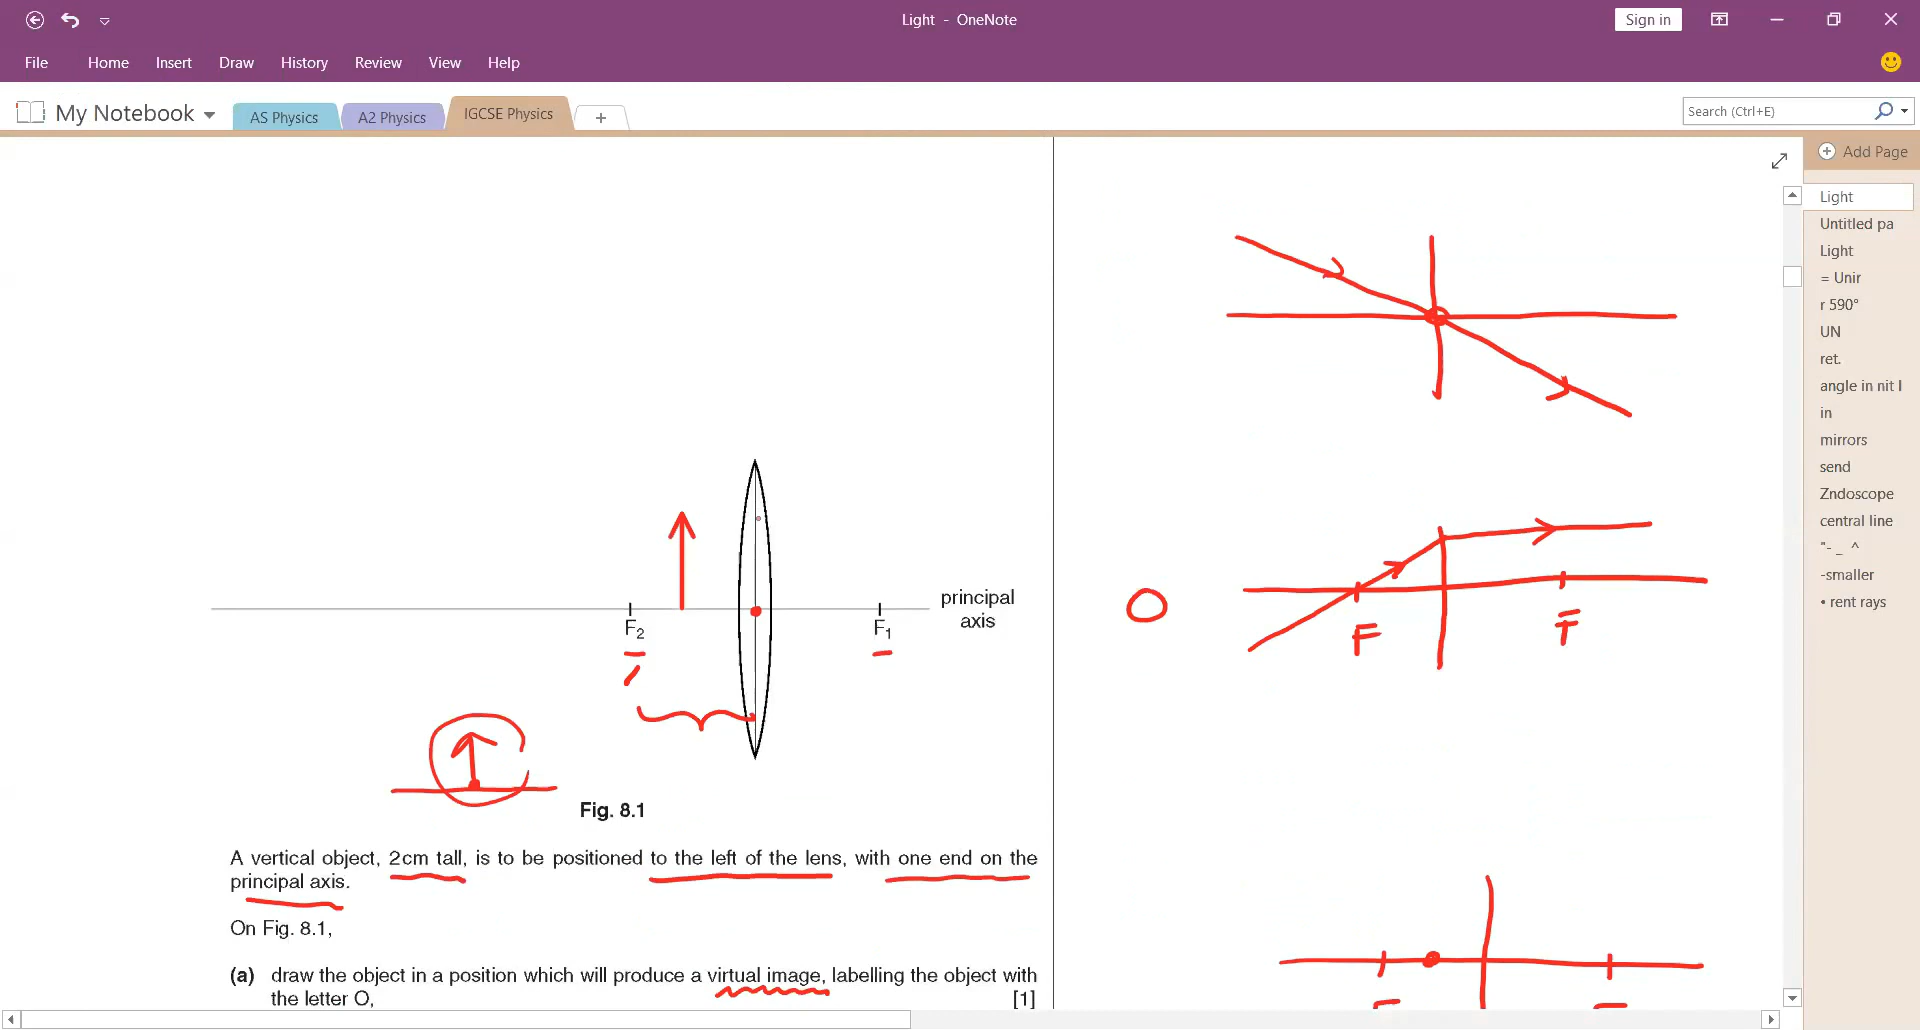 Light - OneNote
Sign in
File Home Insert Draw History Review View Help
My Notebook
AS Physics A2 Physics IGCSE Physics +
Search (Ctrl+E)
Add Page
Light
Untitled pa
Light
= Unir
r 590°
UN
ret.
angle in nit I
in
mirrors
send
Zndoscope
central line
"- _ ^
-smaller
• rent rays
principal
axis
F2
F1
Fig. 8.1
A vertical object, 2cm tall, is to be positioned to the left of the lens, with one end on the
principal axis.
On Fig. 8.1,
(a) draw the object in a position which will produce a virtual image, labelling the object with
the letter O, [1]
O
F F